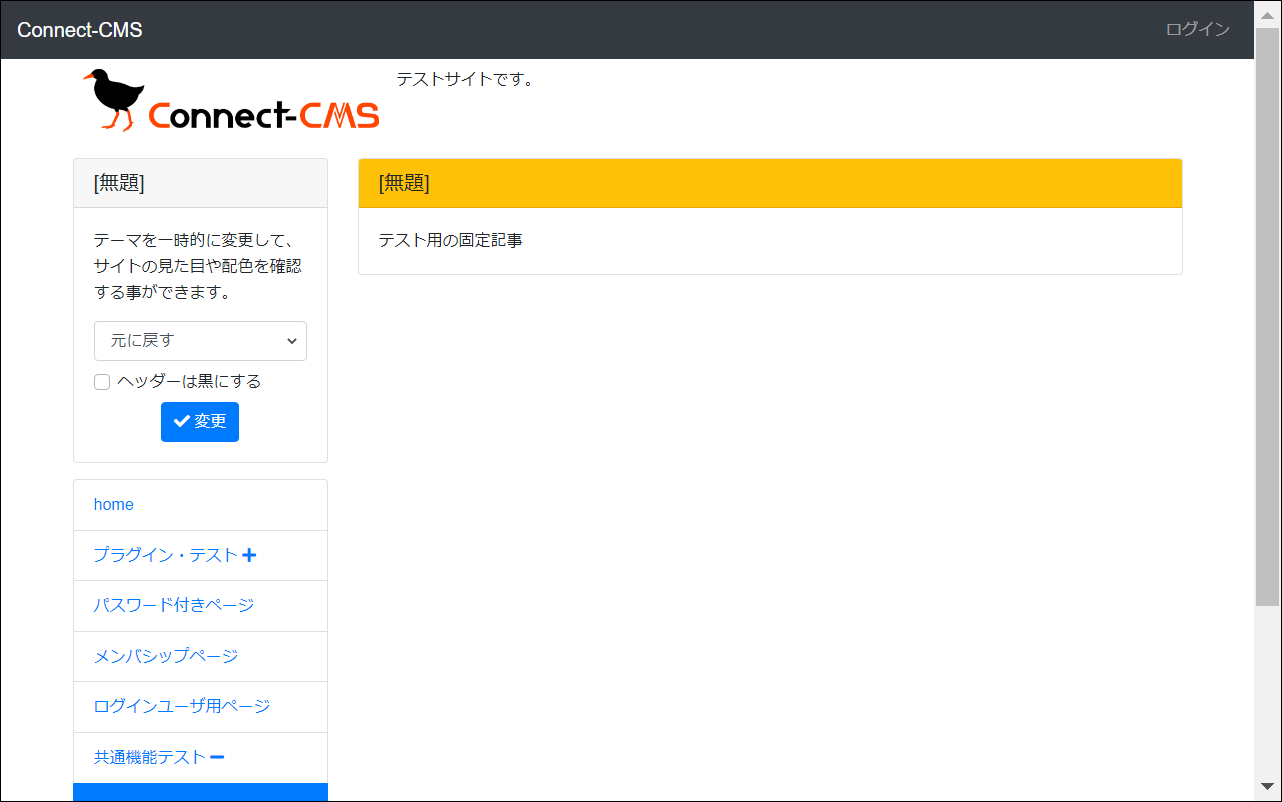 Connect-CMS
ログイン
Connect-CMS
テストサイトです。
[無題]
テーマを一時的に変更して、
サイトの見た目や配色を確認
する事ができます。
元に戻す
ヘッダーは黒にする
変更
home
プラグイン・テスト
パスワード付きページ
メンバシップページ
ログインユーザ用ページ
共通機能テスト
[無題]
テスト用の固定記事